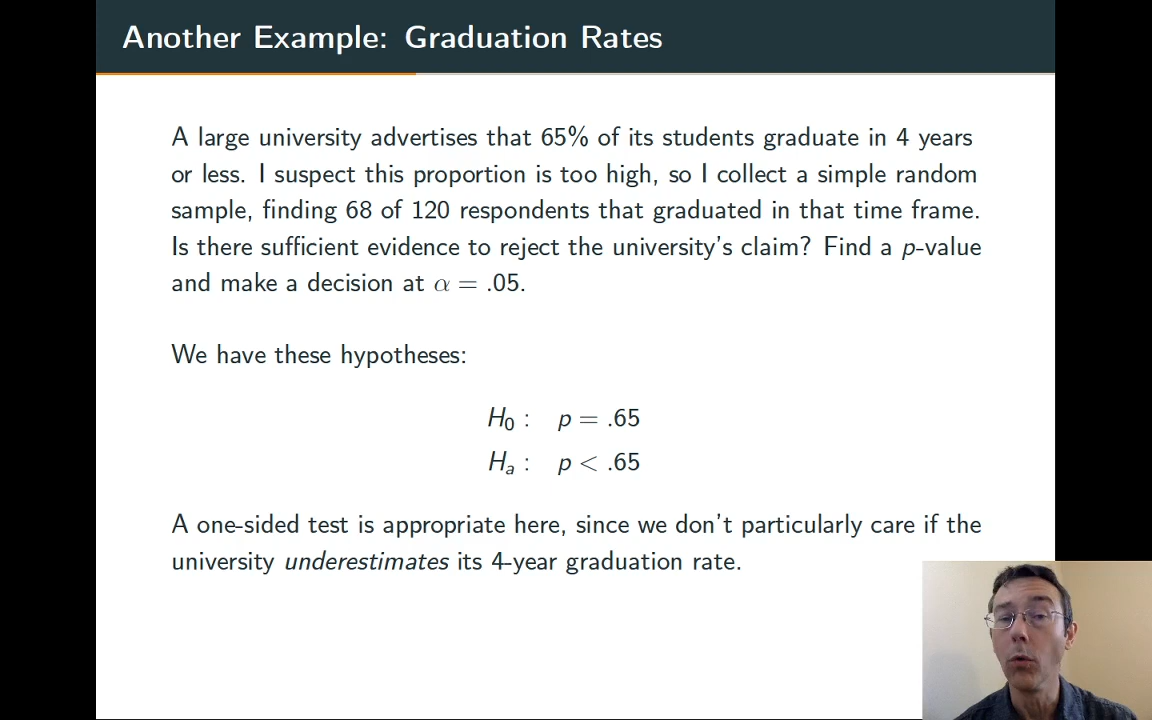 Another Example: Graduation Rates
A large university advertises that 65% of its students graduate in 4 years
or less. I suspect this proportion is too high, so I collect a simple random
sample, finding 68 of 120 respondents that graduated in that time frame.
Is there sufficient evidence to reject the university's claim? Find a p-value
and make a decision at α = .05.
We have these hypotheses:
H₀ : p = .65
Hₐ : p < .65
A one-sided test is appropriate here, since we don't particularly care if the
university underestimates its 4-year graduation rate.